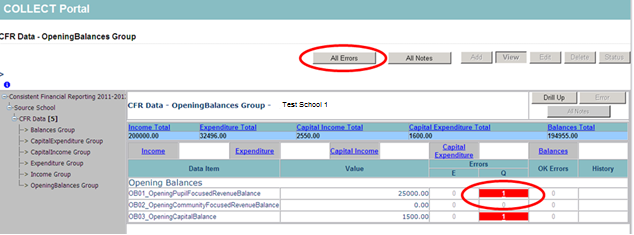 COLLECT Portal
CFR Data - OpeningBalances Group
All Errors All Notes Add View Edit Delete Status
>
Consistent Financial Reporting 2011-201
Source School
CFR Data [5]
Balances Group
CapitalExpenditure Group
CapitalIncome Group
Expenditure Group
Income Group
OpeningBalances Group
CFR Data - OpeningBalances Group - Test School 1
Drill Up Error
All Notes
Income Total Expenditure Total Capital Income Total Capital Expenditure Total Balances Total
200000.00 32496.00 2550.00 1600.00 194955.00
Income Expenditure Capital Income Capital Expenditure Balances
Data Item Value Errors OK Errors History
E Q
Opening Balances
OB01_OpeningPupilFocusedRevenueBalance 25000.00 0 1 0
OB02_OpeningCommunityFocusedRevenueBalance 0.00 0 0 0
OB03_OpeningCapitalBalance 1500.00 0 1 0